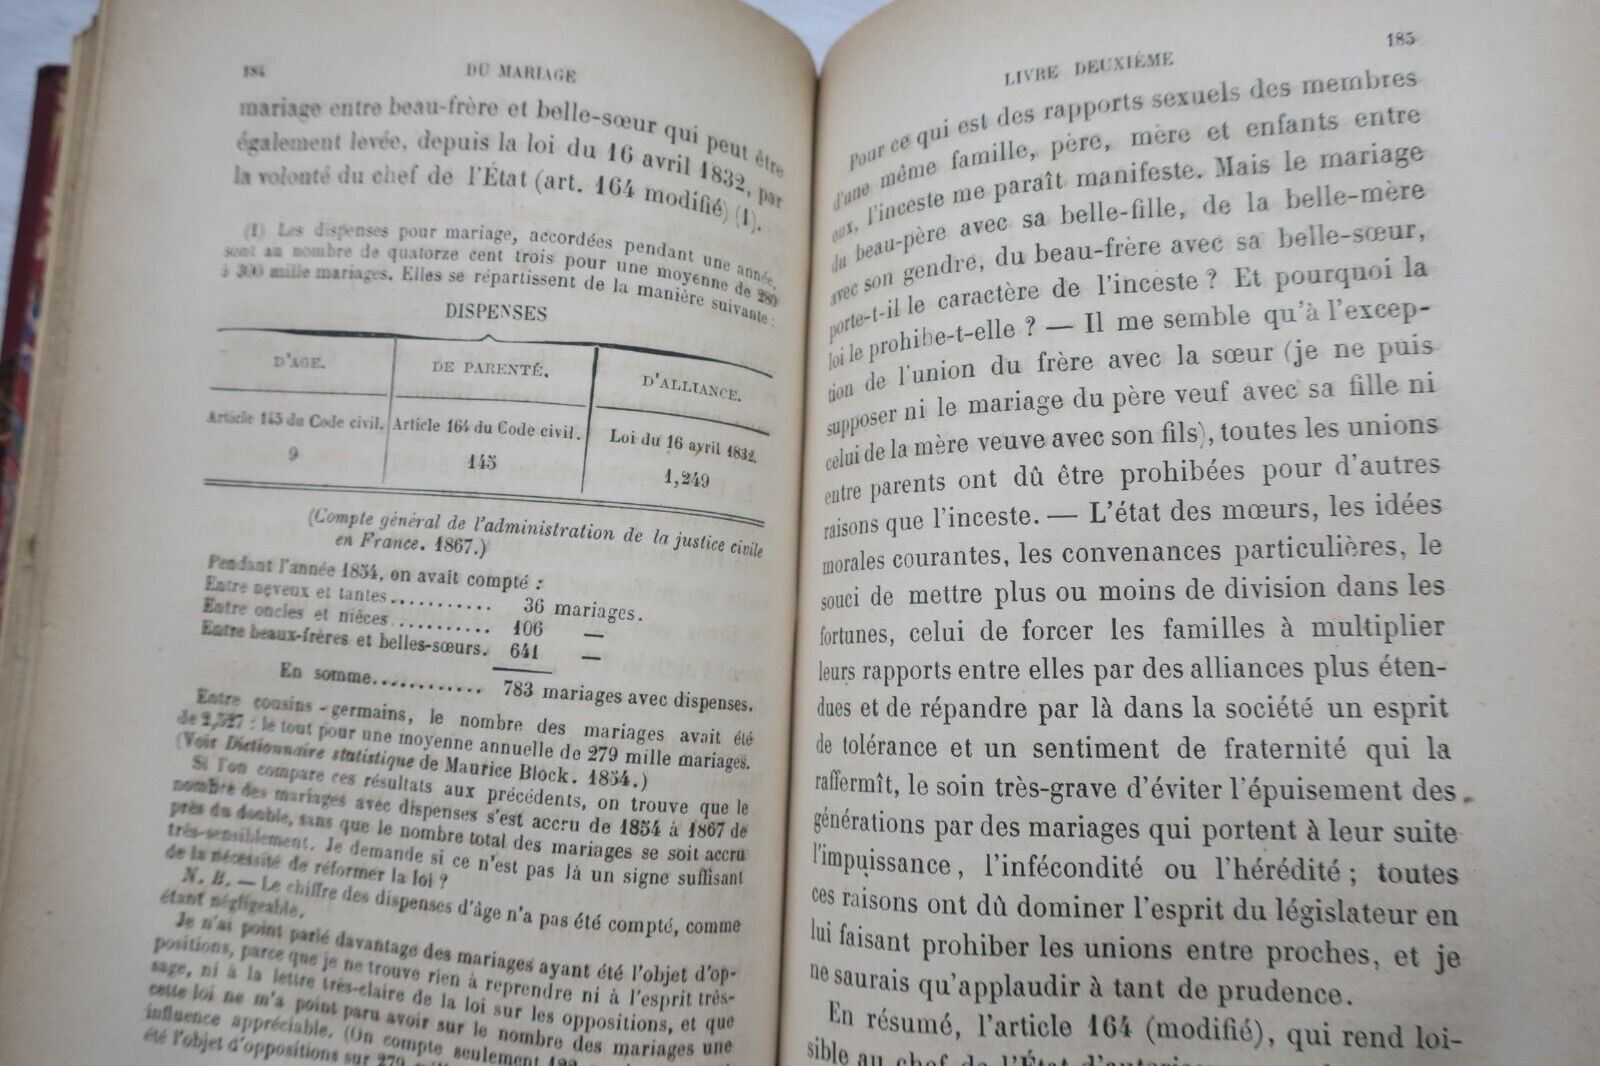 184 DU MARIAGE
mariage entre beau-frère et belle-sœur qui peut être
également levée, depuis la loi du 16 avril 1832, par
la volonté du chef de l'État (art. 164 modifié) (1).
(1) Les dispenses pour mariage, accordées pendant une année,
sont au nombre de quatorze cent trois pour une moyenne de 280
à 300 mille mariages. Elles se répartissent de la manière suivante :
DISPENSES
D'AGE. DE PARENTÉ. D'ALLIANCE.
Article 145 du Code civil. Article 164 du Code civil. Loi du 16 avril 1832.
9 145 1,249
(Compte général de l'administration de la justice civile
en France. 1867.)
Pendant l'année 1854, on avait compté :
Entre neveux et tantes........... 36 mariages.
Entre oncles et nièces........... 106 —
Entre beaux-frères et belles-sœurs. 641 —
En somme............ 783 mariages avec dispenses.
Entre cousins-germains, le nombre des mariages avait été
de 2,527 : le tout pour une moyenne annuelle de 279 mille mariages.
(Voir Dictionnaire statistique de Maurice Block. 1854.)
Si l'on compare ces résultats aux précédents, on trouve que le
nombre des mariages avec dispenses s'est accru de 1854 à 1867 de
près du double, sans que le nombre total des mariages se soit accru
très-sensiblement. Je demande si ce n'est pas là un signe suffisant
de la nécessité de réformer la loi ?
N. B. — Le chiffre des dispenses d'âge n'a pas été compté, comme
étant négligeable.
Je n'ai point parlé davantage des mariages ayant été l'objet d'op-
positions, parce que je ne trouve rien à reprendre ni à l'esprit très-
sage, ni à la lettre très-claire de la loi sur les oppositions, et que
cette loi ne m'a point paru avoir sur le nombre des mariages une
influence appréciable. (On compte seulement
été l'objet d'oppositions sur 279
LIVRE DEUXIÉME 185
Pour ce qui est des rapports sexuels des membres
d'une même famille, père, mère et enfants entre
eux, l'inceste me paraît manifeste. Mais le mariage
du beau-père avec sa belle-fille, de la belle-mère
avec son gendre, du beau-frère avec sa belle-sœur,
porte-t-il le caractère de l'inceste ? Et pourquoi la
loi le prohibe-t-elle ? — Il me semble qu'à l'excep-
tion de l'union du frère avec la sœur (je ne puis
supposer ni le mariage du père veuf avec sa fille ni
celui de la mère veuve avec son fils), toutes les unions
entre parents ont dû être prohibées pour d'autres
raisons que l'inceste. — L'état des mœurs, les idées
morales courantes, les convenances particulières, le
souci de mettre plus ou moins de division dans les
fortunes, celui de forcer les familles à multiplier
leurs rapports entre elles par des alliances plus éten-
dues et de répandre par là dans la société un esprit
de tolérance et un sentiment de fraternité qui la
raffermît, le soin très-grave d'éviter l'épuisement des
générations par des mariages qui portent à leur suite
l'impuissance, l'infécondité ou l'hérédité ; toutes
ces raisons ont dû dominer l'esprit du législateur en
lui faisant prohiber les unions entre proches, et je
ne saurais qu'applaudir à tant de prudence.
En résumé, l'article 164 (modifié), qui rend loi-
sible au chef de l'État